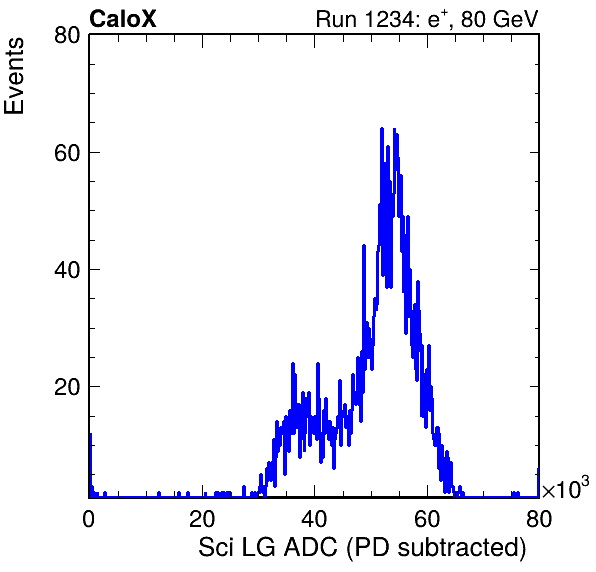 CaloX Run 1234: e⁺, 80 GeV
Events
80
60
40
20
0 20 40 60 80
×10³
Sci LG ADC (PD subtracted)